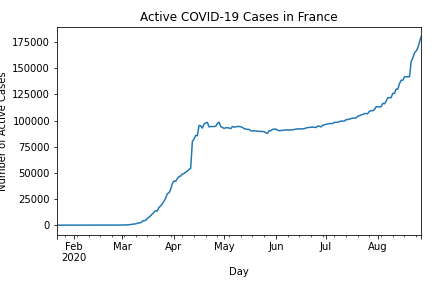 Active COVID-19 Cases in France
175000
150000
125000
100000
75000
50000
25000
0
Number of Active Cases
Feb Mar Apr May Jun Jul Aug
2020
Day